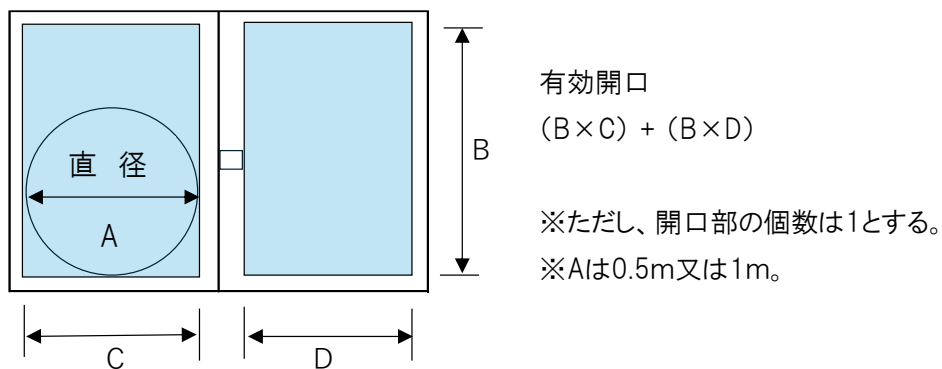 直 径
A
B
C
D
有効開口
(B×C) + (B×D)
※ただし、開口部の個数は1とする。
※Aは0.5m又は1m。